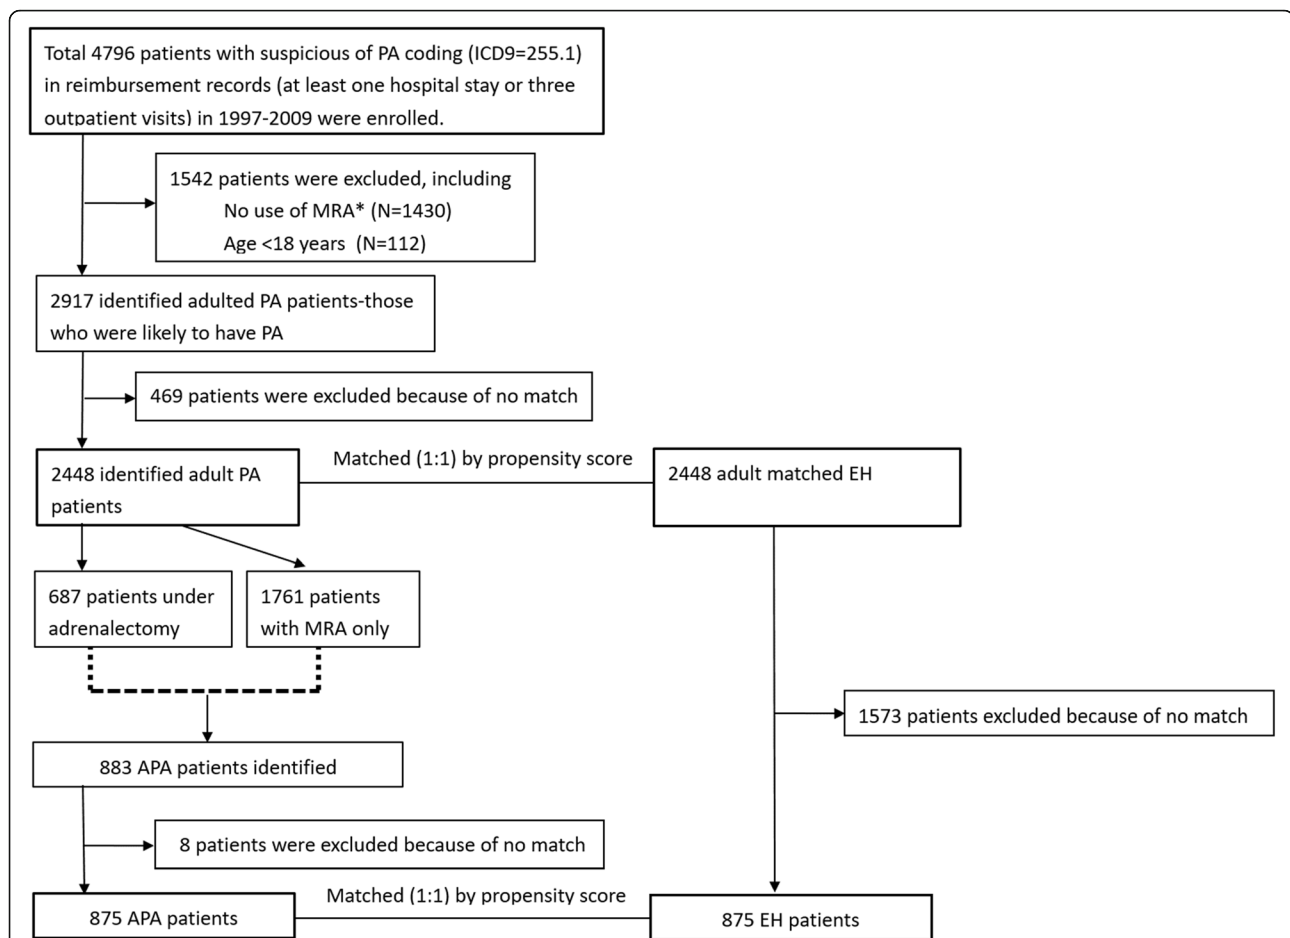 Total 4796 patients with suspicious of PA coding (ICD9=255.1)
in reimbursement records (at least one hospital stay or three
outpatient visits) in 1997-2009 were enrolled.
1542 patients were excluded, including
No use of MRA* (N=1430)
Age <18 years (N=112)
2917 identified adulted PA patients-those
who were likely to have PA
469 patients were excluded because of no match
2448 identified adult PA
patients
Matched (1:1) by propensity score
2448 adult matched EH
687 patients under
adrenalectomy
1761 patients
with MRA only
1573 patients excluded because of no match
883 APA patients identified
8 patients were excluded because of no match
875 APA patients
Matched (1:1) by propensity score
875 EH patients